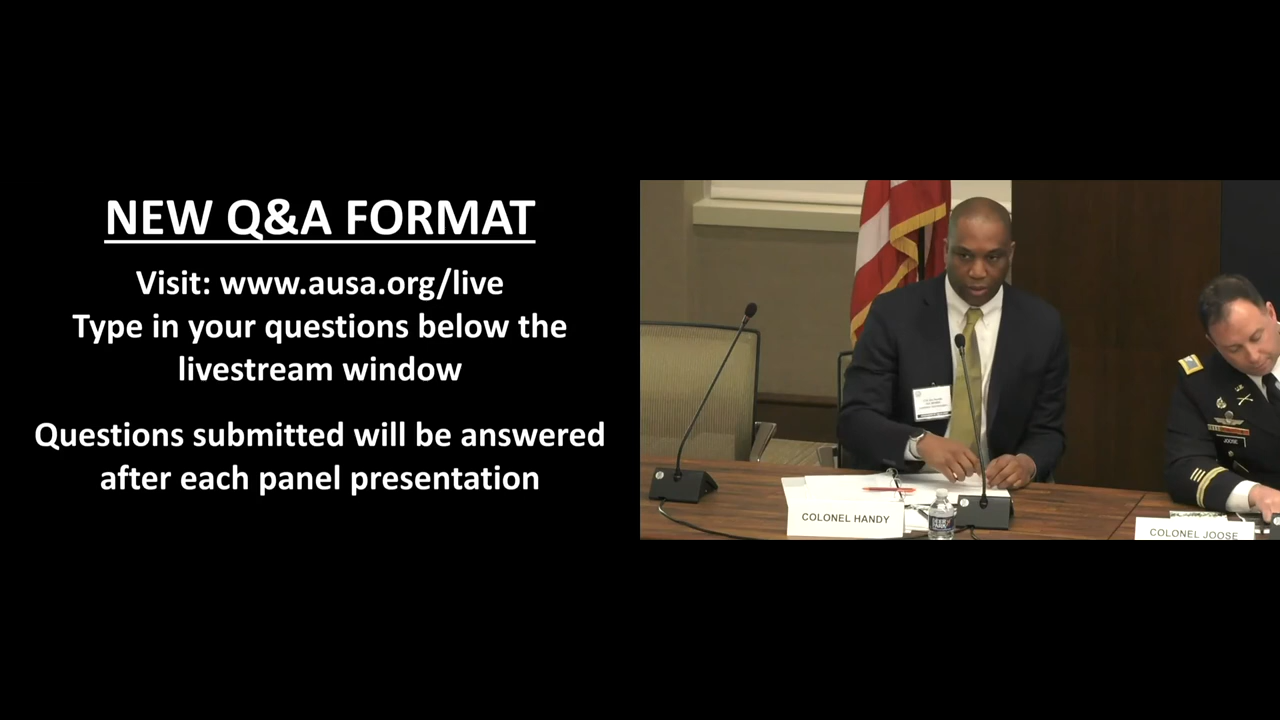 NEW Q&A FORMAT
Visit: www.ausa.org/live
Type in your questions below the
livestream window
Questions submitted will be answered
after each panel presentation
COLONEL HANDY
COLONEL JOOSE
JOOSE